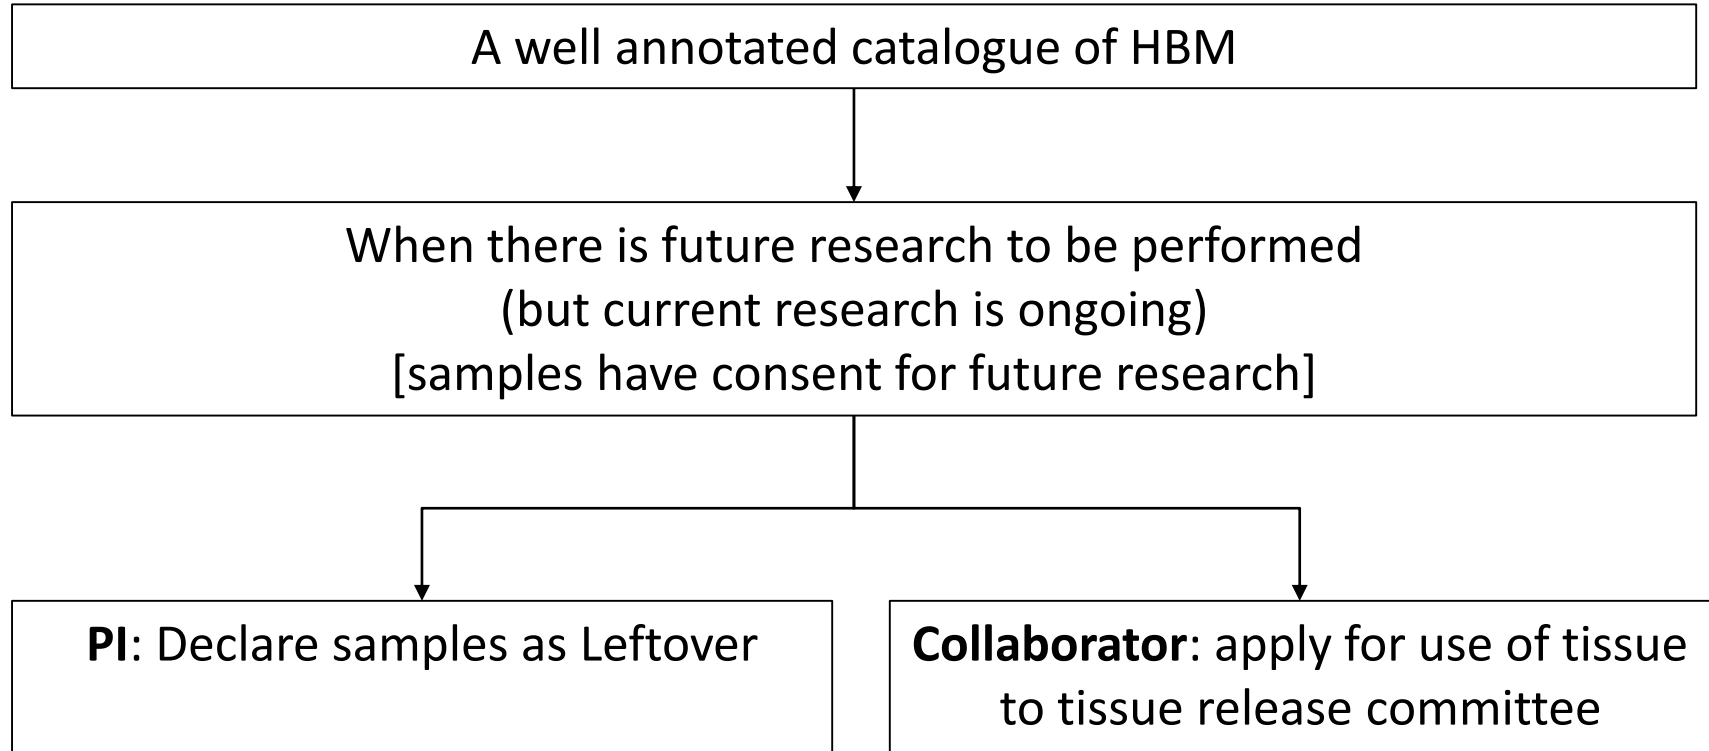 A well annotated catalogue of HBM
When there is future research to be performed
(but current research is ongoing)
[samples have consent for future research]
PI: Declare samples as Leftover
Collaborator: apply for use of tissue
to tissue release committee